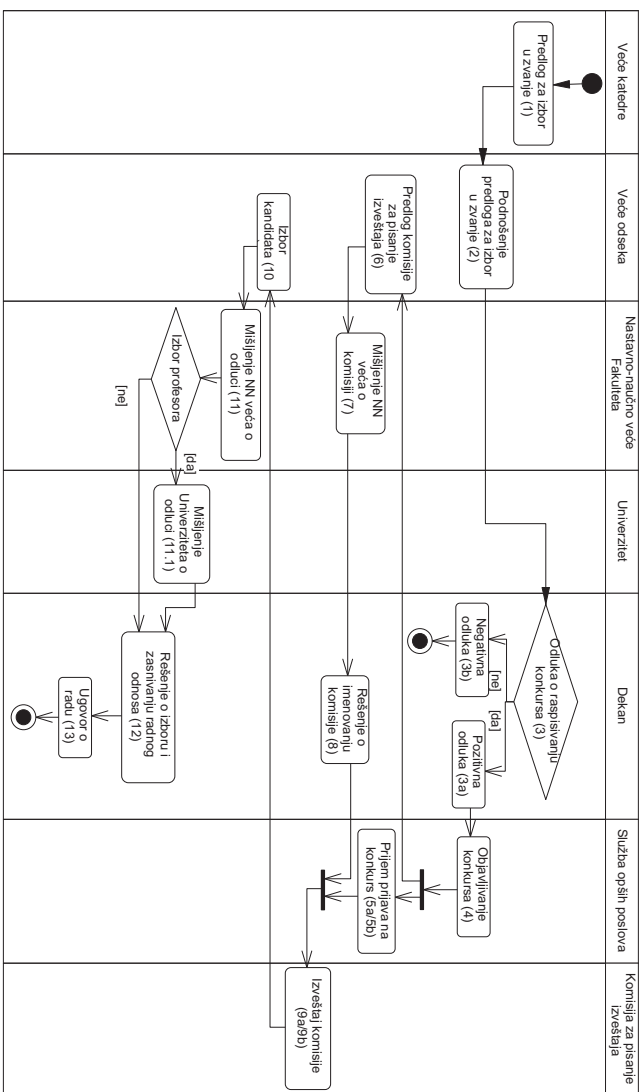 Veće katedre
Veće odseka
Nastavno-naučno veće
Fakulteta
Univerzitet
Dekan
Služba opših poslova
Komisija za pisanje
izveštaja
Predlog za izbor
u zvanje (1)
Podnošenje
predloga za izbor
u zvanje (2)
Odluka o raspisivanju
konkursa (3)
[ne]
[da]
Negativna
odluka (3b)
Pozitivna
odluka (3a)
Objavljivanje
konkursa (4)
Predlog komisije
za pisanje
izveštaja (6)
Mišljenje NN
veća o
komisiji (7)
Rešenje o
imenovanju
komisije (8)
Prijem prijava na
konkurs (5a/5b)
Izveštaj komisije
(9a/9b)
Izbor
kandidata (10
Mišljenje NN veća o
odluci (11)
Izbor profesora
[da]
[ne]
Mišljenje
Univerziteta o
odluci (11.1)
Rešenje o izboru i
zasnivanju radnog
odnosa (12)
Ugovor o
radu (13)